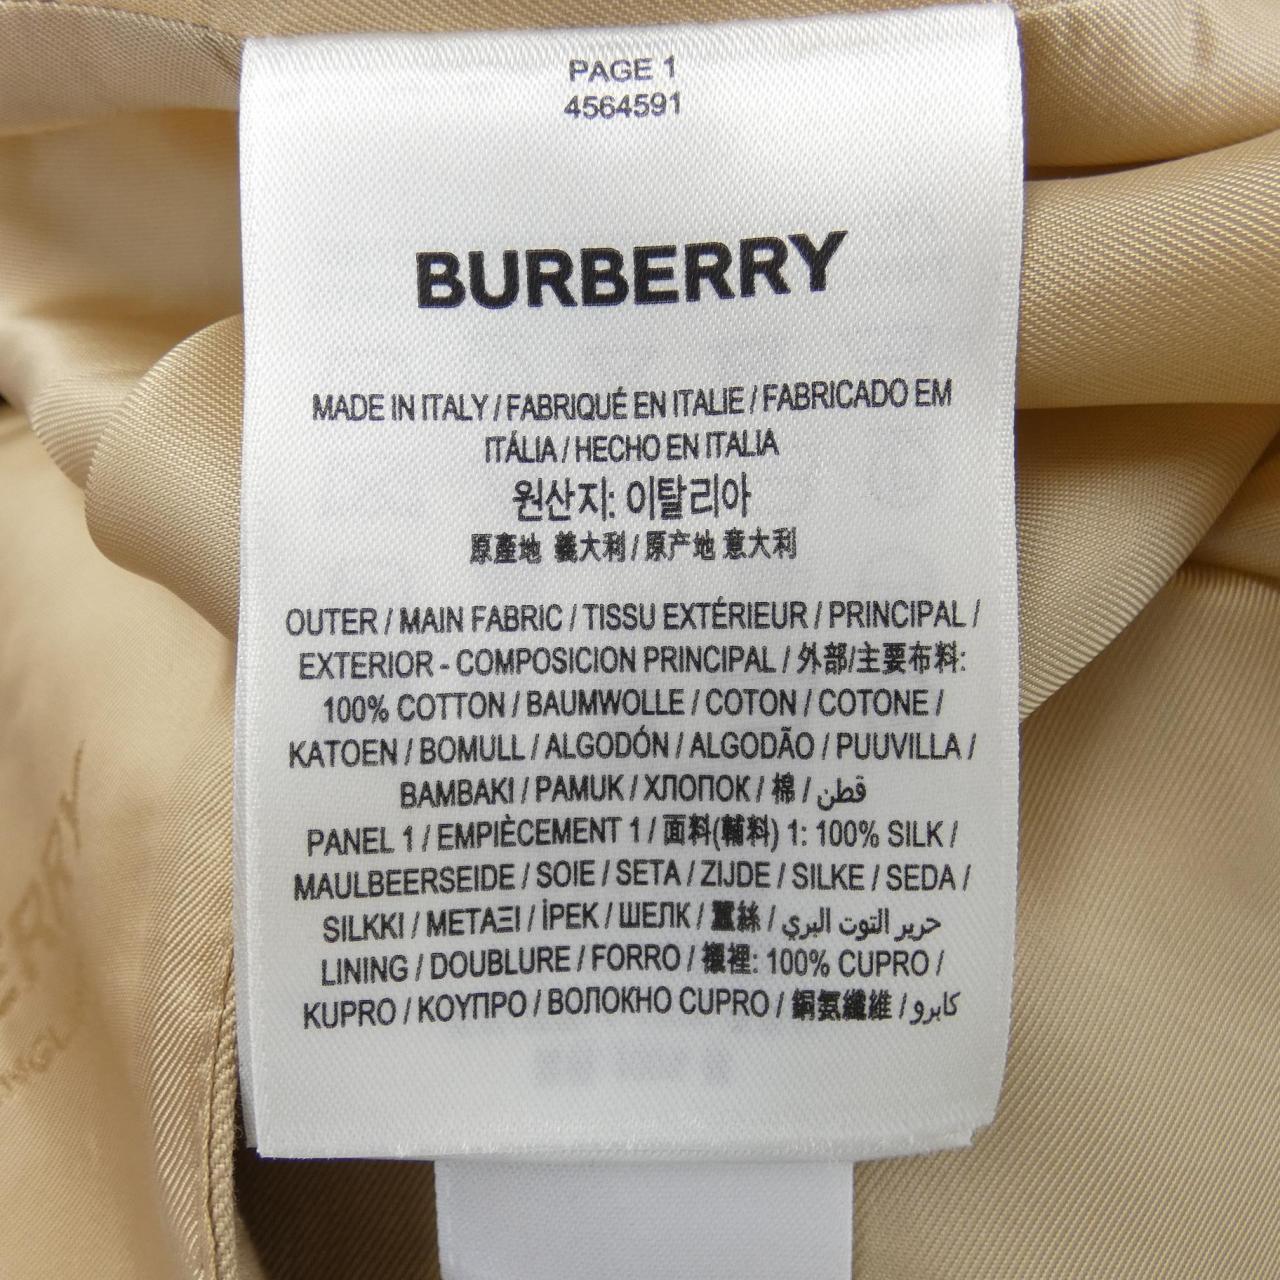 PAGE 1
4564591
BURBERRY
MADE IN ITALY / FABRIQUÉ EN ITALIE / FABRICADO EM
ITÁLIA / HECHO EN ITALIA
원산지: 이탈리아
原產地 義大利 / 原产地 意大利
OUTER / MAIN FABRIC / TISSU EXTÉRIEUR / PRINCIPAL /
EXTERIOR - COMPOSICION PRINCIPAL / 外部/主要布料:
100% COTTON / BAUMWOLLE / COTON / COTONE /
KATOEN / BOMULL / ALGODÓN / ALGODÃO / PUUVILLA /
BAMBAKI / PAMUK / ХЛОПОК / 棉 / قطن
PANEL 1 / EMPIÈCEMENT 1 / 面料(輔料) 1: 100% SILK /
MAULBEERSEIDE / SOIE / SETA / ZIJDE / SILKE / SEDA /
SILKKI / ΜΕΤΑΞΙ / İPEK / ШЕЛК / 蠶絲 / حرير التوت البري
LINING / DOUBLURE / FORRO / 襯裡: 100% CUPRO /
KUPRO / ΚΟΥΠΡΟ / ВОЛОКНО CUPRO / 銅氨纖維 / كابرو